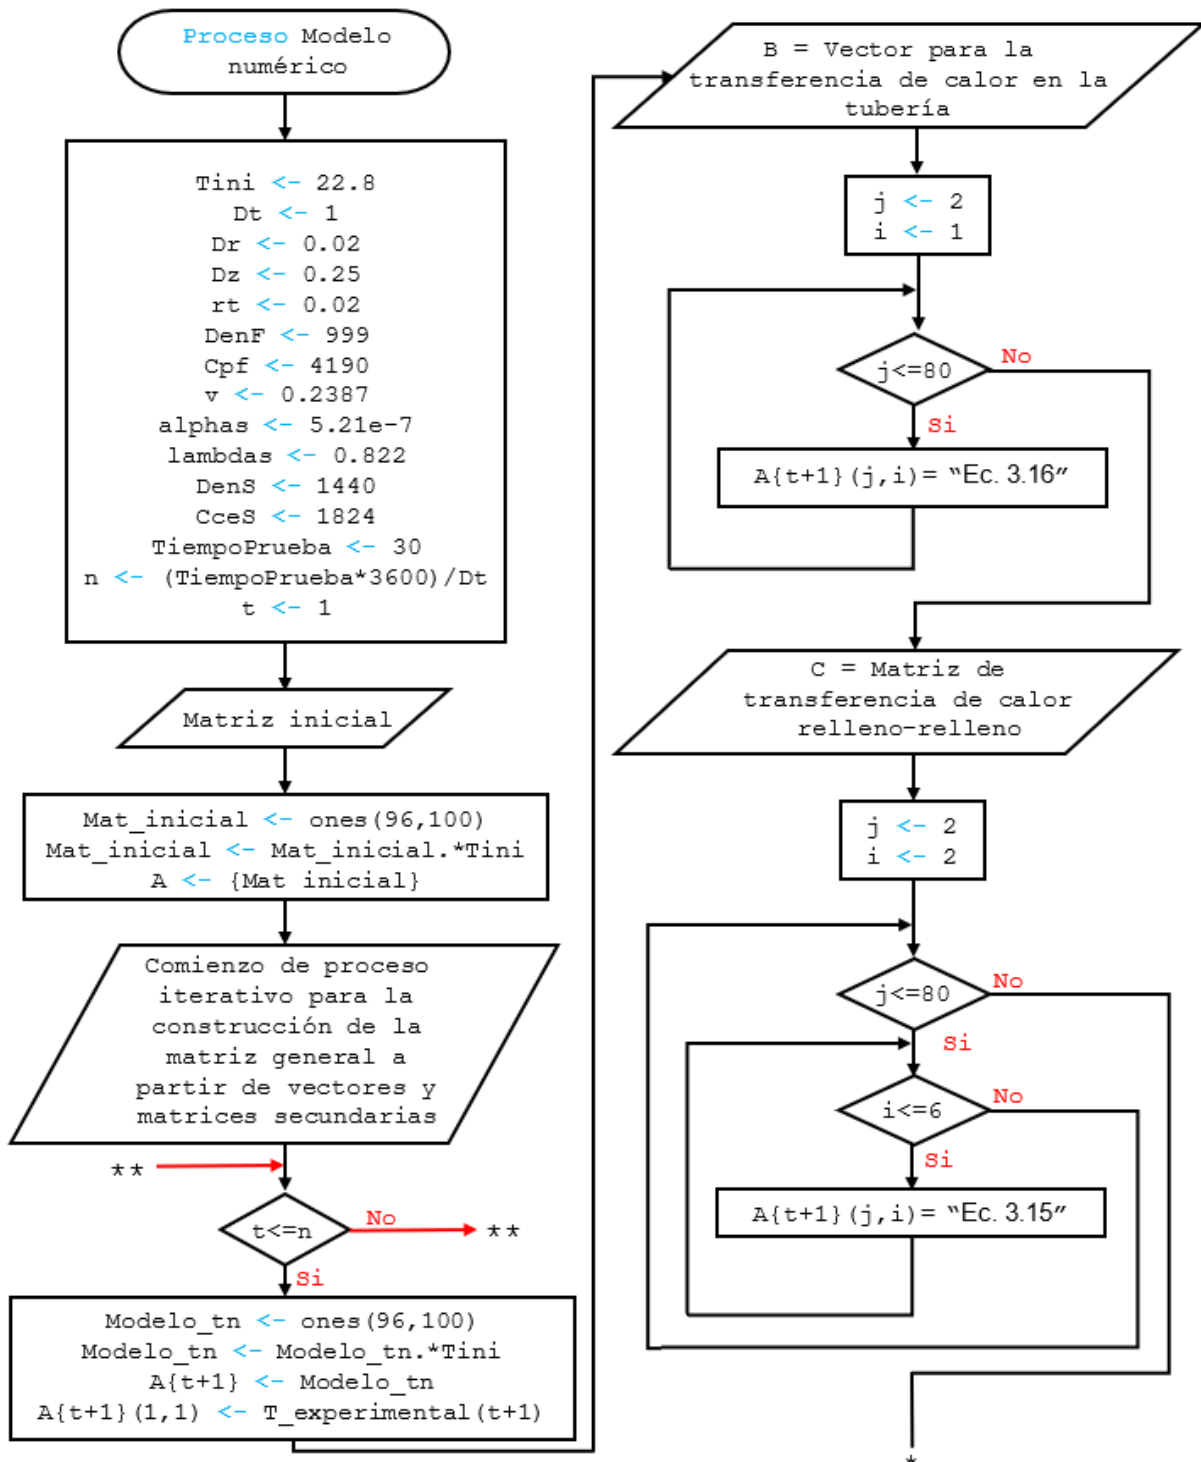 Proceso Modelo
numérico
Tini <- 22.8
Dt <- 1
Dr <- 0.02
Dz <- 0.25
rt <- 0.02
DenF <- 999
Cpf <- 4190
v <- 0.2387
alphas <- 5.21e-7
lambdas <- 0.822
DenS <- 1440
CceS <- 1824
TiempoPrueba <- 30
n <- (TiempoPrueba*3600)/Dt
t <- 1
Matriz inicial
Mat_inicial <- ones(96,100)
Mat_inicial <- Mat_inicial.*Tini
A <- {Mat inicial}
Comienzo de proceso
iterativo para la
construcción de la
matriz general a
partir de vectores y
matrices secundarias
**
t<=n
No
**
Si
Modelo_tn <- ones(96,100)
Modelo_tn <- Modelo_tn.*Tini
A{t+1} <- Modelo_tn
A{t+1}(1,1) <- T_experimental(t+1)
B = Vector para la
transferencia de calor en la
tubería
j <- 2
i <- 1
j<=80
No
Si
A{t+1}(j,i)= “Ec. 3.16”
C = Matriz de
transferencia de calor
relleno-relleno
j <- 2
i <- 2
j<=80
No
Si
i<=6
No
Si
A{t+1}(j,i)= “Ec. 3.15”
*